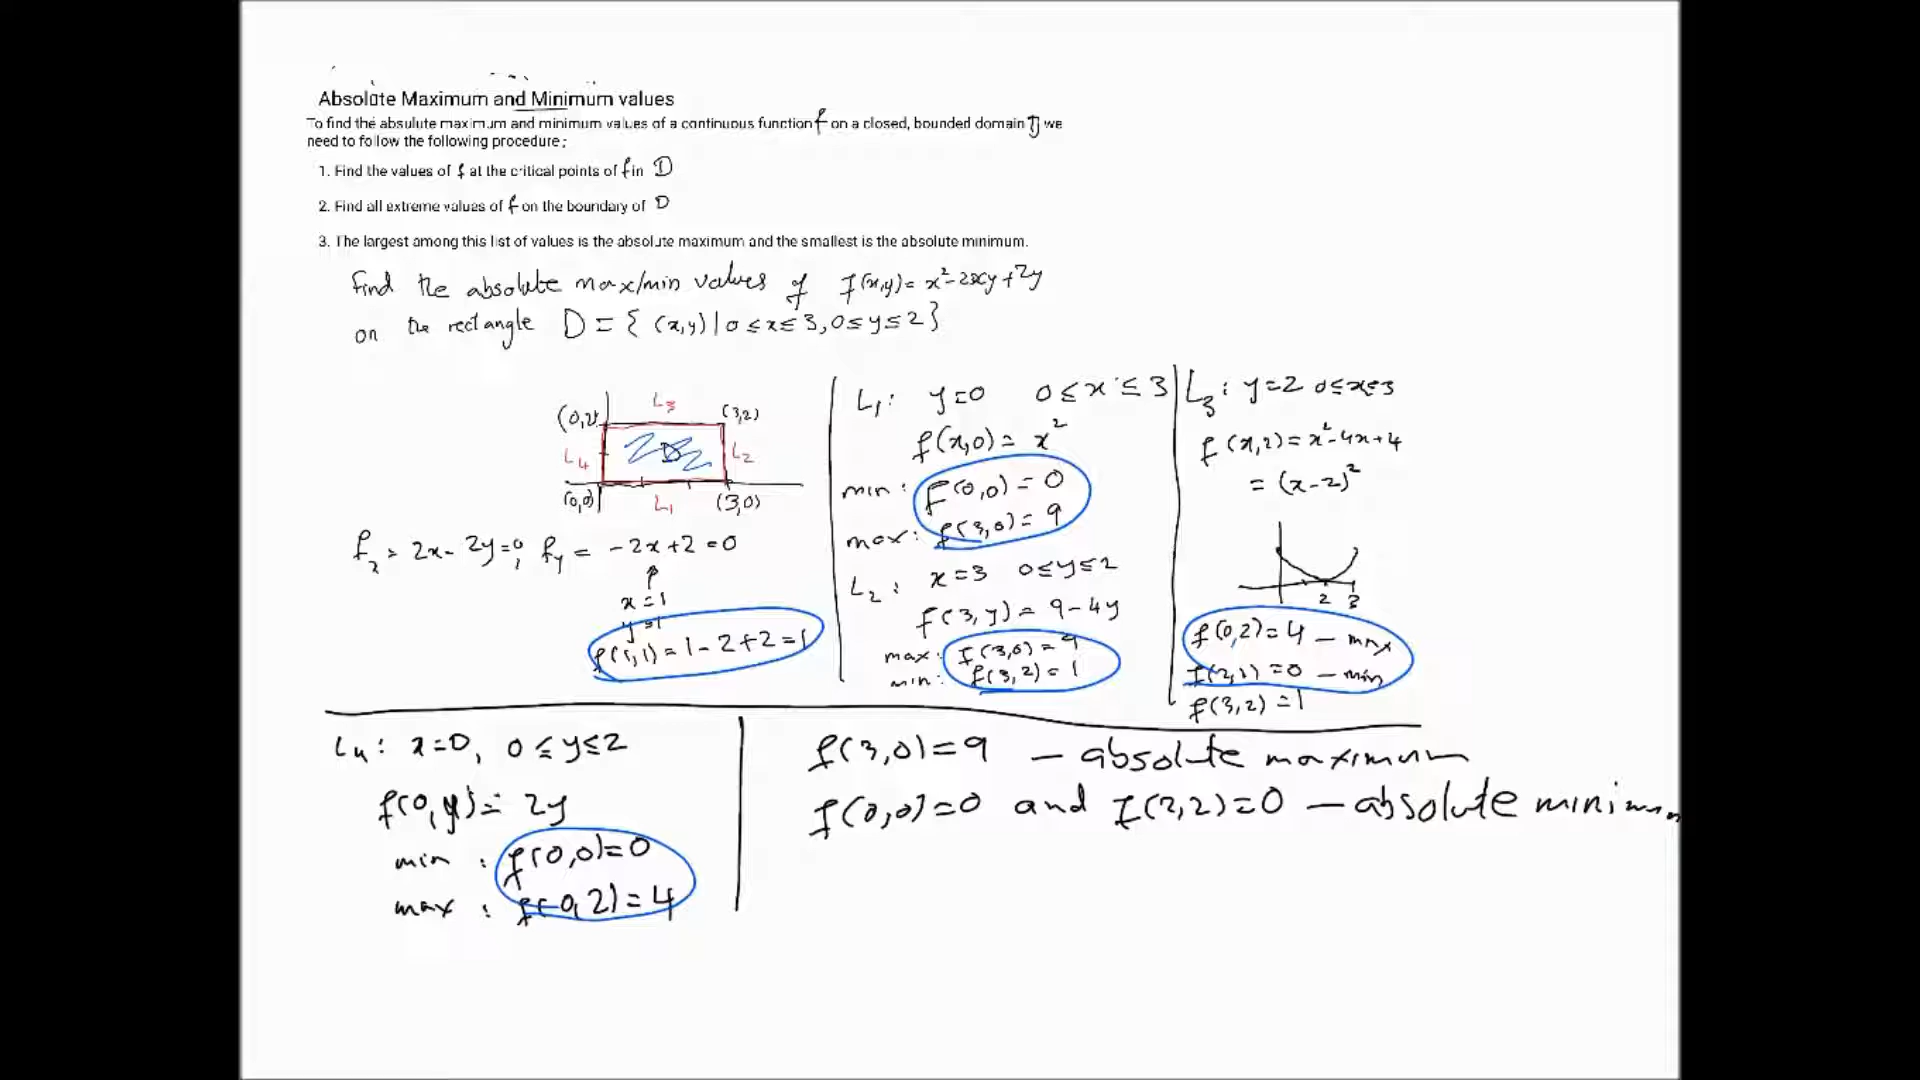 Absolute Maximum and Minimum values
To find the absulute maximum and minimum values of a continuous function f on a closed, bounded domain D we
need to follow the following procedure:
1. Find the values of f at the critical points of f in D
2. Find all extreme values of f on the boundary of D
3. The largest among this list of values is the absolute maximum and the smallest is the absolute minimum.
Find the absolute max/min values of f(x,y) = x² - 2xy + 2y
on the rectangle D = { (x,y) | 0 ≤ x ≤ 3, 0 ≤ y ≤ 2 }
(0,2) L3 (3,2)
L4 D L2
(0,0) L1 (3,0)
fx = 2x - 2y = 0, fy = -2x + 2 = 0
x = 1
y = 1
f(1,1) = 1 - 2 + 2 = 1
L1: y = 0 0 ≤ x ≤ 3
f(x,0) = x²
min: f(0,0) = 0
max: f(3,0) = 9
L2: x = 3 0 ≤ y ≤ 2
f(3,y) = 9 - 4y
max: f(3,0) = 9
min: f(3,2) = 1
L3: y = 2 0 ≤ x ≤ 3
f(x,2) = x² - 4x + 4
= (x-2)²
2 3
f(0,2) = 4 - max
f(2,2) = 0 - min
f(3,2) = 1
L4: x = 0, 0 ≤ y ≤ 2
f(0,y) = 2y
min : f(0,0) = 0
max : f(0,2) = 4
f(3,0) = 9 - absolute maximum
f(0,0) = 0 and f(2,2) = 0 - absolute minimum